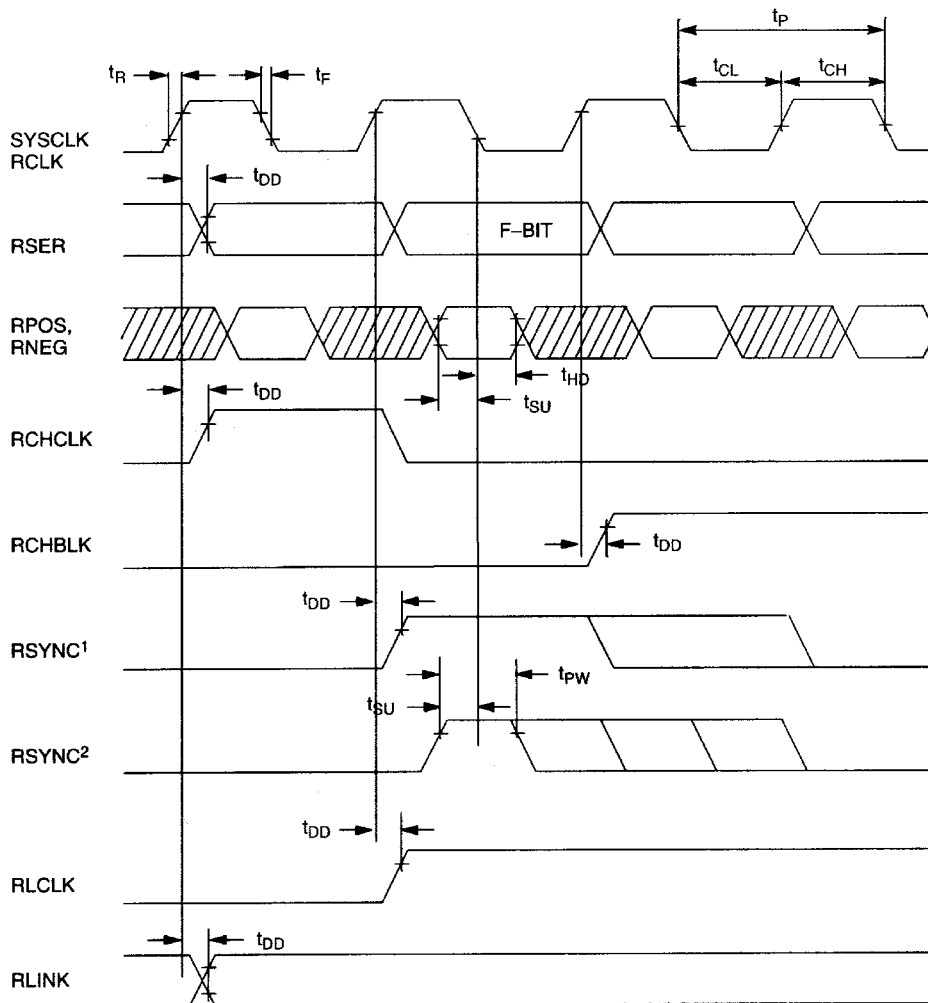 tP
tR
tF
tCL
tCH
SYSCLK
RCLK
tDD
RSER
F–BIT
RPOS,
RNEG
tHD
tDD
tSU
RCHCLK
RCHBLK
tDD
tDD
RSYNC1
tPW
tSU
RSYNC2
tDD
RLCLK
tDD
RLINK